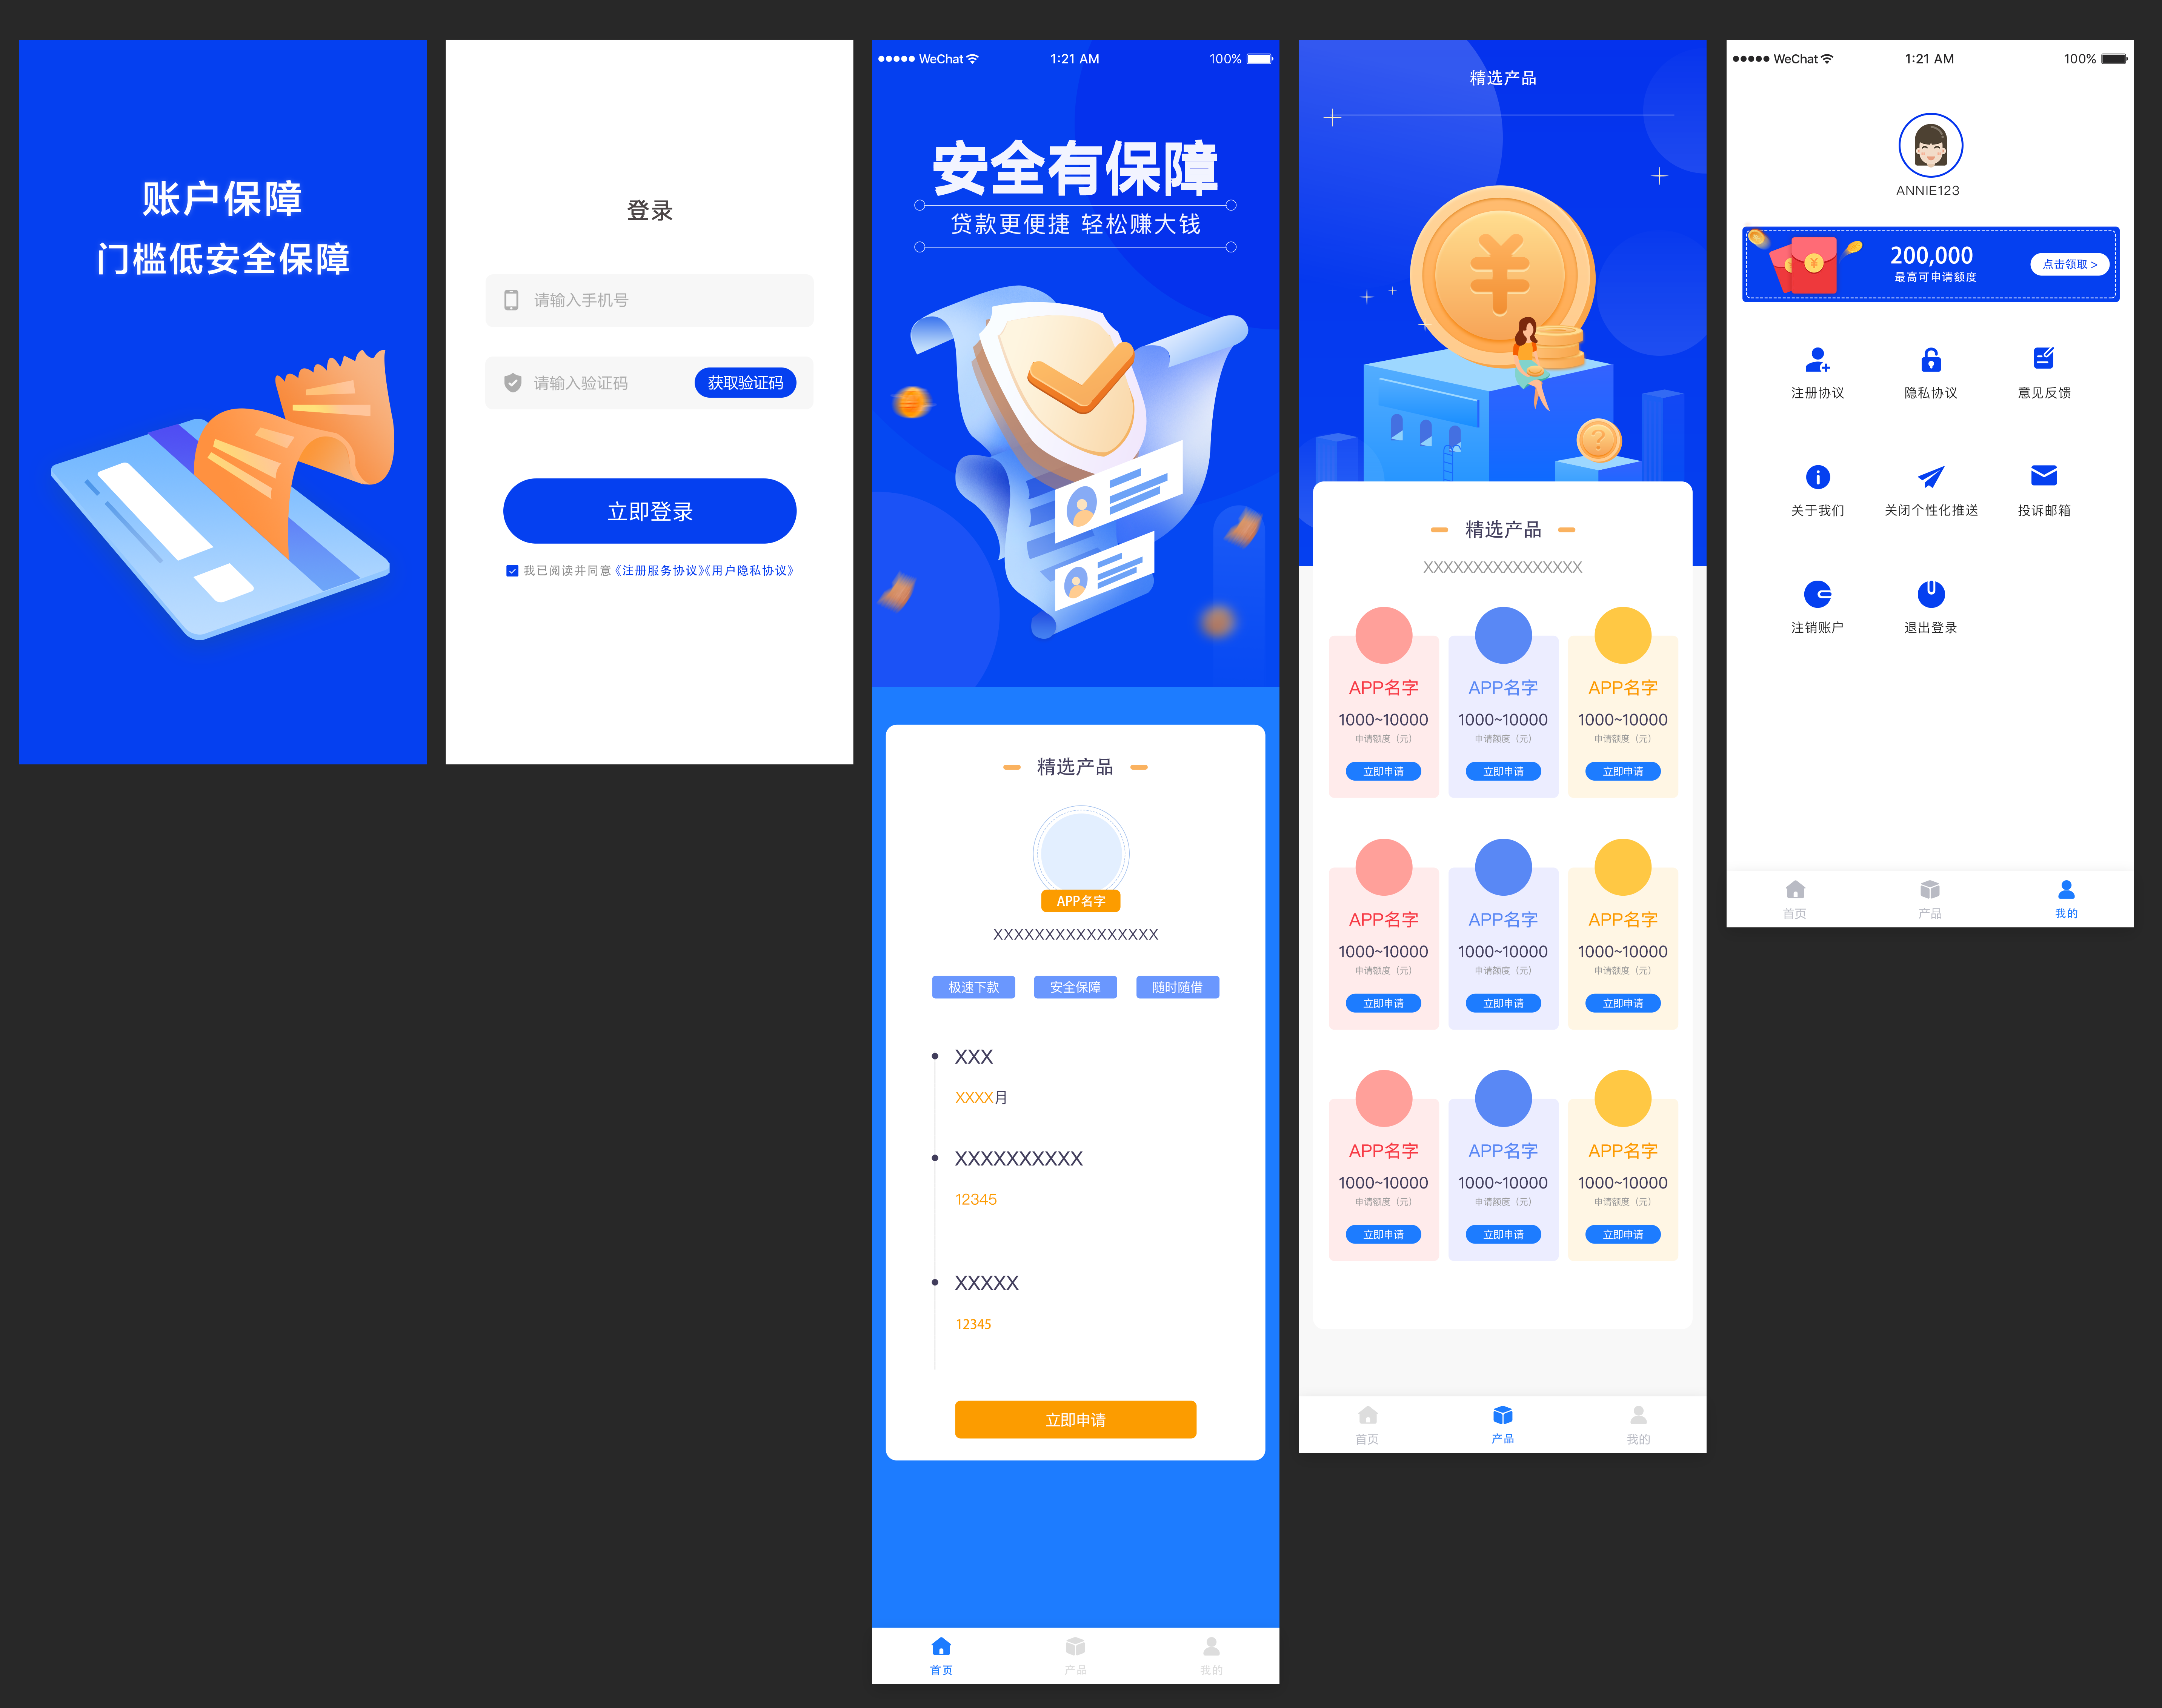 账户保障
门槛低安全保障
登录
请输入手机号
请输入验证码 获取验证码
立即登录
我已阅读并同意《注册服务协议》《用户隐私协议》
WeChat 1:21 AM 100%
安全有保障
贷款更便捷 轻松赚大钱
精选产品
APP名字
XXXXXXXXXXXXXXXX
极速下款 安全保障 随时随借
XXX
XXXX月
XXXXXXXXXX
12345
XXXXX
12345
立即申请
首页 产品 我的
精选产品
¥
?
精选产品
XXXXXXXXXXXXXXXX
APP名字 APP名字 APP名字
1000~10000 1000~10000 1000~10000
申请额度（元） 申请额度（元） 申请额度（元）
立即申请 立即申请 立即申请
APP名字 APP名字 APP名字
1000~10000 1000~10000 1000~10000
申请额度（元） 申请额度（元） 申请额度（元）
立即申请 立即申请 立即申请
APP名字 APP名字 APP名字
1000~10000 1000~10000 1000~10000
申请额度（元） 申请额度（元） 申请额度（元）
立即申请 立即申请 立即申请
首页 产品 我的
WeChat 1:21 AM 100%
ANNIE123
200,000
最高可申请额度
点击领取 >
注册协议 隐私协议 意见反馈
关于我们 关闭个性化推送 投诉邮箱
注销账户 退出登录
首页 产品 我的